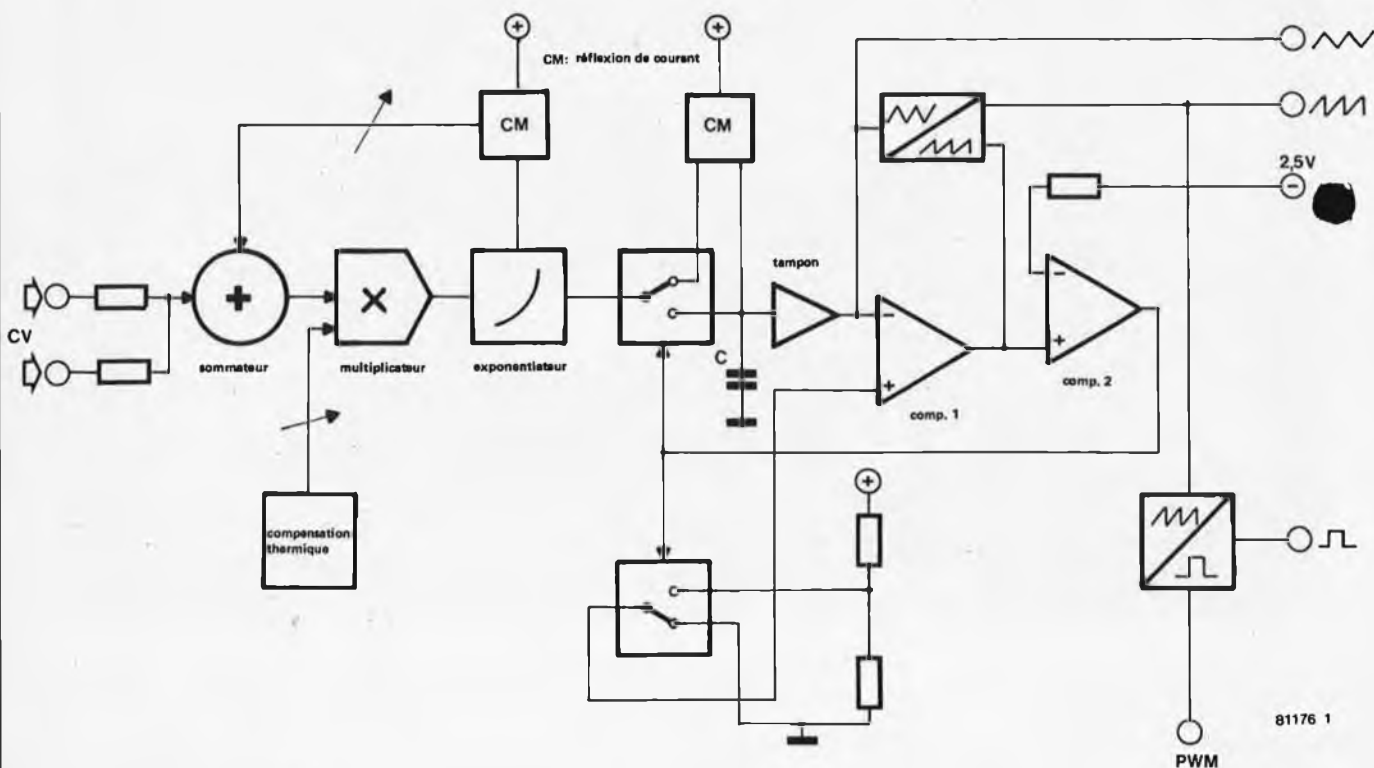 CM: réflexion de courant
CM
CM
2,5V
−
tampon
CV
+
×
C
−
+
−
+
sommateur
multiplicateur
exponentiateur
comp. 1
comp. 2
compensation
thermique
81176 1
PWM